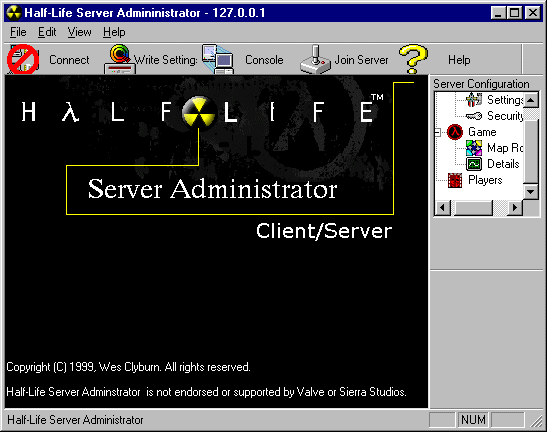 Half-Life Server Admininistrator - 127.0.0.1
File Edit View Help
Connect Write Setting: Console Join Server Help
Server Configuration
HλLF LIFE™
Settings
Security
Game
Map Ro
Details
Players
Server Administrator
Client/Server
Copyright (C) 1999, Wes Clyburn. All rights reserved.
Half-Life Server Adminstrator is not endorsed or supported by Valve or Sierra Studios.
Half-Life Server Adminidstrator NUM